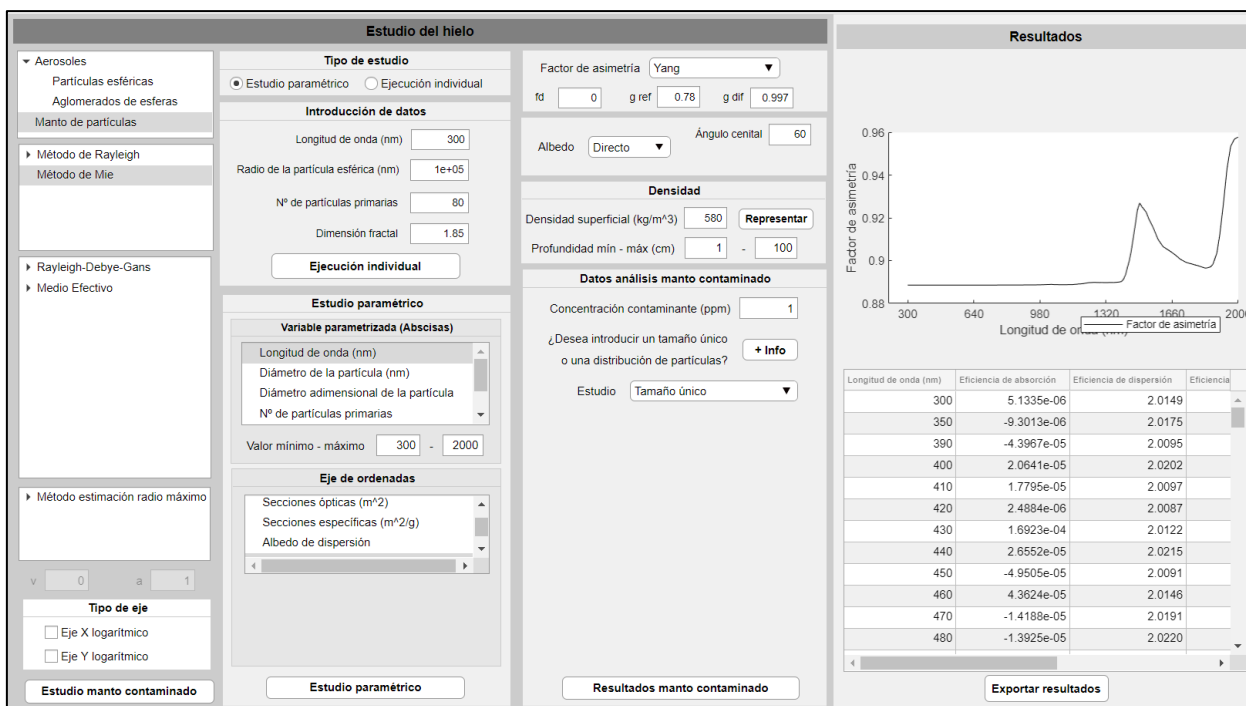 Estudio del hielo
Aerosoles
Partículas esféricas
Aglomerados de esferas
Manto de partículas
Método de Rayleigh
Método de Mie
Rayleigh-Debye-Gans
Medio Efectivo
Método estimación radio máximo
v 0 a 1
Tipo de eje
Eje X logarítmico
Eje Y logarítmico
Estudio manto contaminado
Tipo de estudio
Estudio paramétrico Ejecución individual
Introducción de datos
Longitud de onda (nm) 300
Radio de la partícula esférica (nm) 1e+05
Nº de partículas primarias 80
Dimensión fractal 1.85
Ejecución individual
Estudio paramétrico
Variable parametrizada (Abscisas)
Longitud de onda (nm)
Diámetro de la partícula (nm)
Diámetro adimensional de la partícula
Nº de partículas primarias
Valor mínimo - máximo 300 - 2000
Eje de ordenadas
Secciones ópticas (m^2)
Secciones específicas (m^2/g)
Albedo de dispersión
Estudio paramétrico
Factor de asimetría Yang
fd 0 g ref 0.78 g dif 0.997
Albedo Directo Ángulo cenital 60
Densidad
Densidad superficial (kg/m^3) 580 Representar
Profundidad mín - máx (cm) 1 - 100
Datos análisis manto contaminado
Concentración contaminante (ppm) 1
¿Desea introducir un tamaño único
o una distribución de partículas? + Info
Estudio Tamaño único
Resultados manto contaminado
Resultados
Factor de asimetría
0.96
0.94
0.92
0.9
0.88
300 640 980 1320 1660 2000
Longitud de onda (nm)
Factor de asimetría
Longitud de onda (nm) Eficiencia de absorción Eficiencia de dispersión Eficiencia
300 5.1335e-06 2.0149
350 -9.3013e-06 2.0175
390 -4.3967e-05 2.0095
400 2.0641e-05 2.0202
410 1.7795e-05 2.0097
420 2.4884e-06 2.0087
430 1.6923e-04 2.0122
440 2.6552e-05 2.0215
450 -4.9505e-05 2.0091
460 4.3624e-05 2.0146
470 -1.4188e-05 2.0191
480 -1.3925e-05 2.0220
Exportar resultados